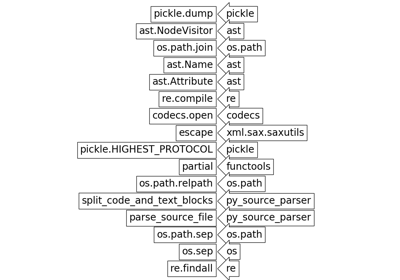 pickle.dump pickle
ast.NodeVisitor ast
os.path.join os.path
ast.Name ast
ast.Attribute ast
re.compile re
codecs.open codecs
escape xml.sax.saxutils
pickle.HIGHEST_PROTOCOL pickle
partial functools
os.path.relpath os.path
split_code_and_text_blocks py_source_parser
parse_source_file py_source_parser
os.path.sep os.path
os.sep os
re.findall re